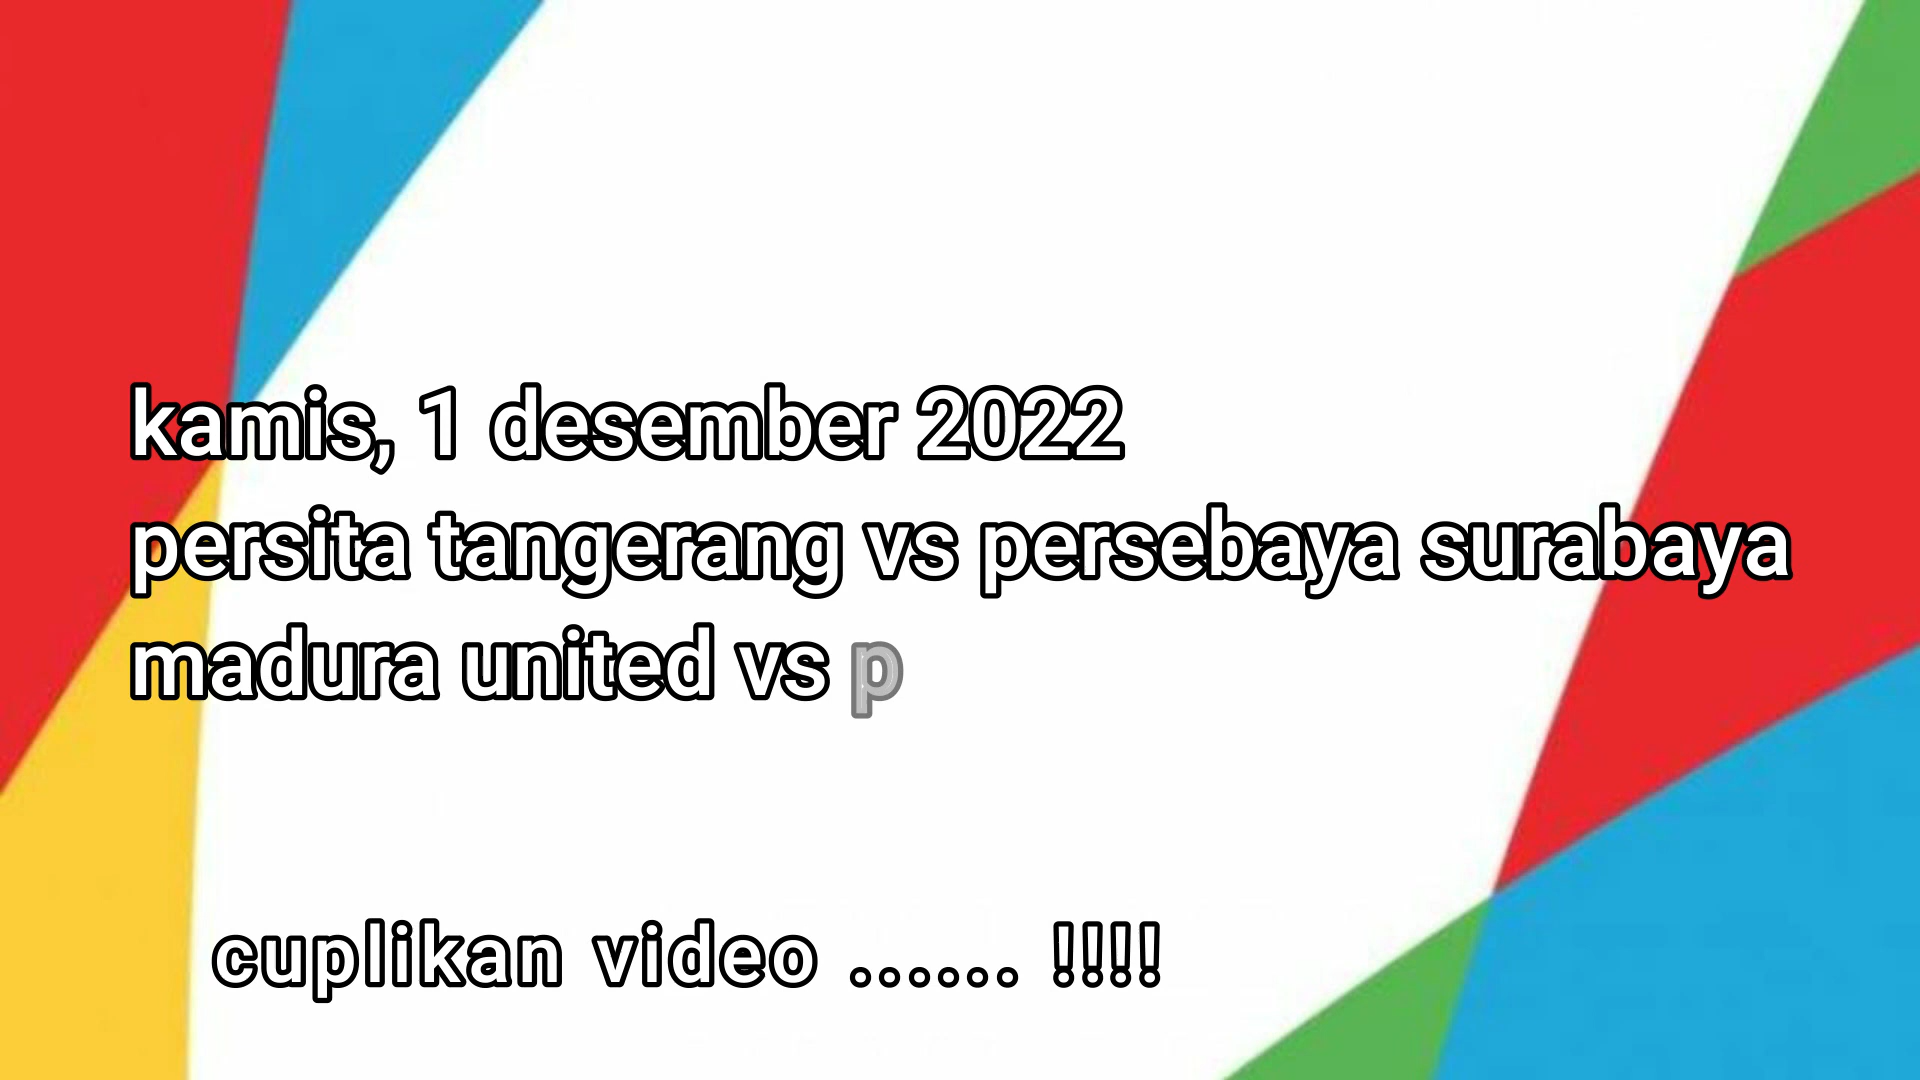 kamis, 1 desember 2022
persita tangerang vs persebaya surabaya
madura united vs p
cuplikan video ...... !!!!